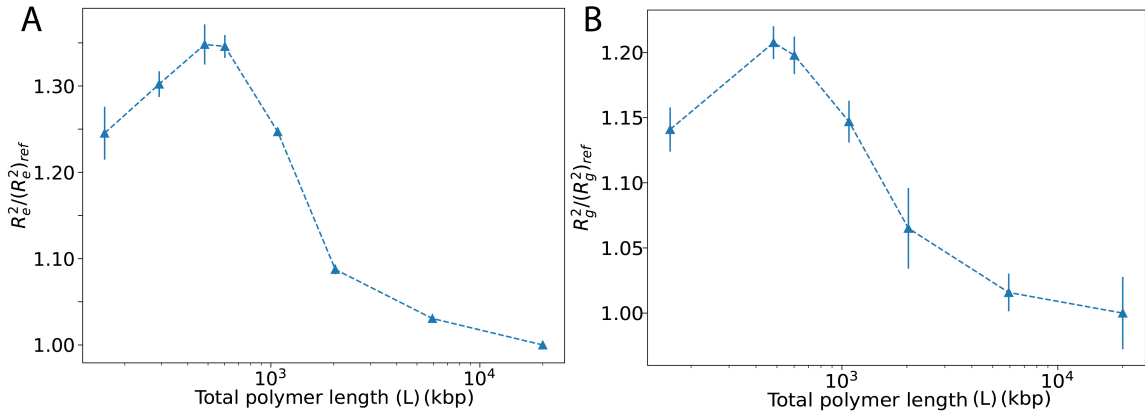 A
R_e^2/(R_e^2)_ref
1.30
1.20
1.10
1.00
10^3
10^4
Total polymer length (L) (kbp)
B
R_g^2/(R_g^2)_ref
1.20
1.15
1.10
1.05
1.00
10^3
10^4
Total polymer length (L) (kbp)